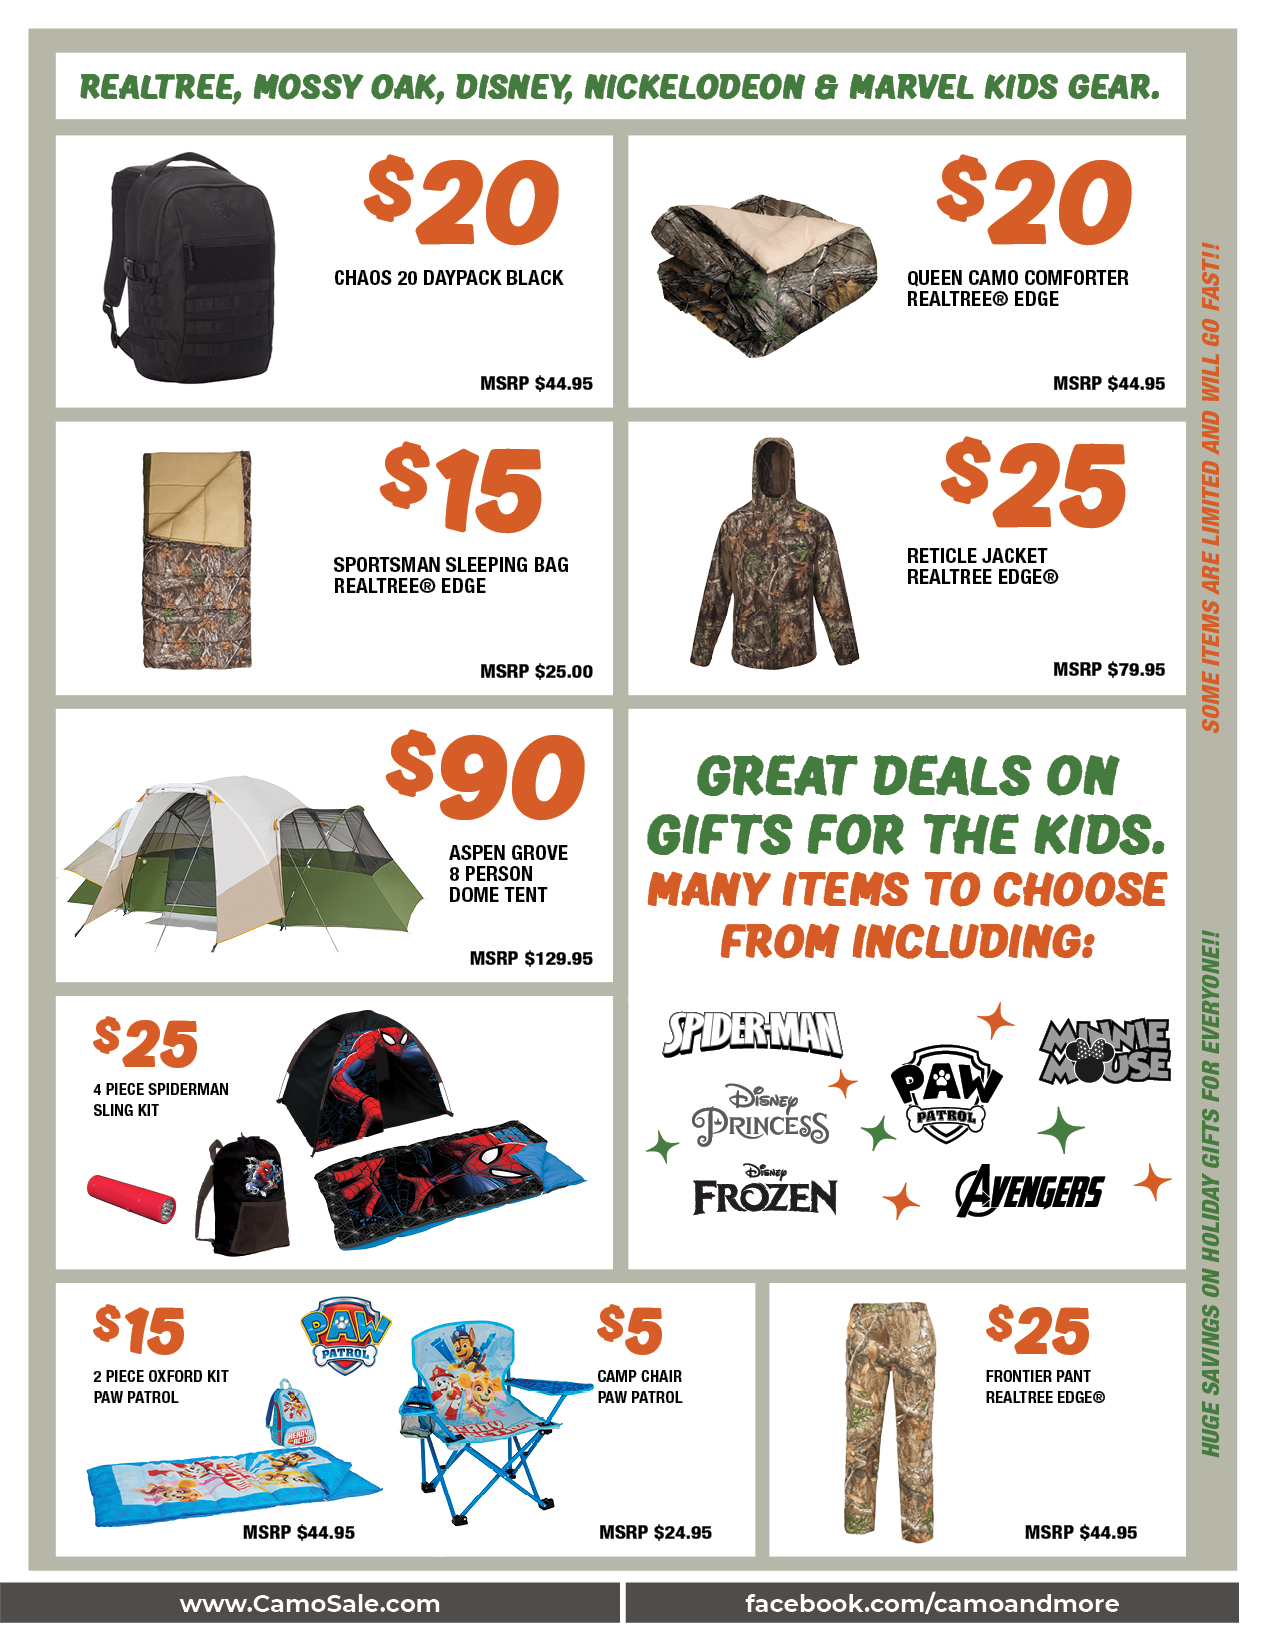 REALTREE, MOSSY OAK, DISNEY, NICKELODEON & MARVEL KIDS GEAR.
$20
CHAOS 20 DAYPACK BLACK
MSRP $44.95
$20
QUEEN CAMO COMFORTER
REALTREE® EDGE
MSRP $44.95
$15
SPORTSMAN SLEEPING BAG
REALTREE® EDGE
MSRP $25.00
$25
RETICLE JACKET
REALTREE EDGE®
MSRP $79.95
$90
ASPEN GROVE
8 PERSON
DOME TENT
MSRP $129.95
GREAT DEALS ON
GIFTS FOR THE KIDS.
MANY ITEMS TO CHOOSE
FROM INCLUDING:
SPIDER-MAN
MINNIE
MOUSE
PAW
PATROL
DISNEY
PRINCESS
DISNEY
FROZEN
AVENGERS
$25
4 PIECE SPIDERMAN
SLING KIT
$15
2 PIECE OXFORD KIT
PAW PATROL
MSRP $44.95
PAW
PATROL
READY
ACTION
$5
CAMP CHAIR
PAW PATROL
MSRP $24.95
$25
FRONTIER PANT
REALTREE EDGE®
MSRP $44.95
SOME ITEMS ARE LIMITED AND WILL GO FAST!!
HUGE SAVINGS ON HOLIDAY GIFTS FOR EVERYONE!!
www.CamoSale.com
facebook.com/camoandmore